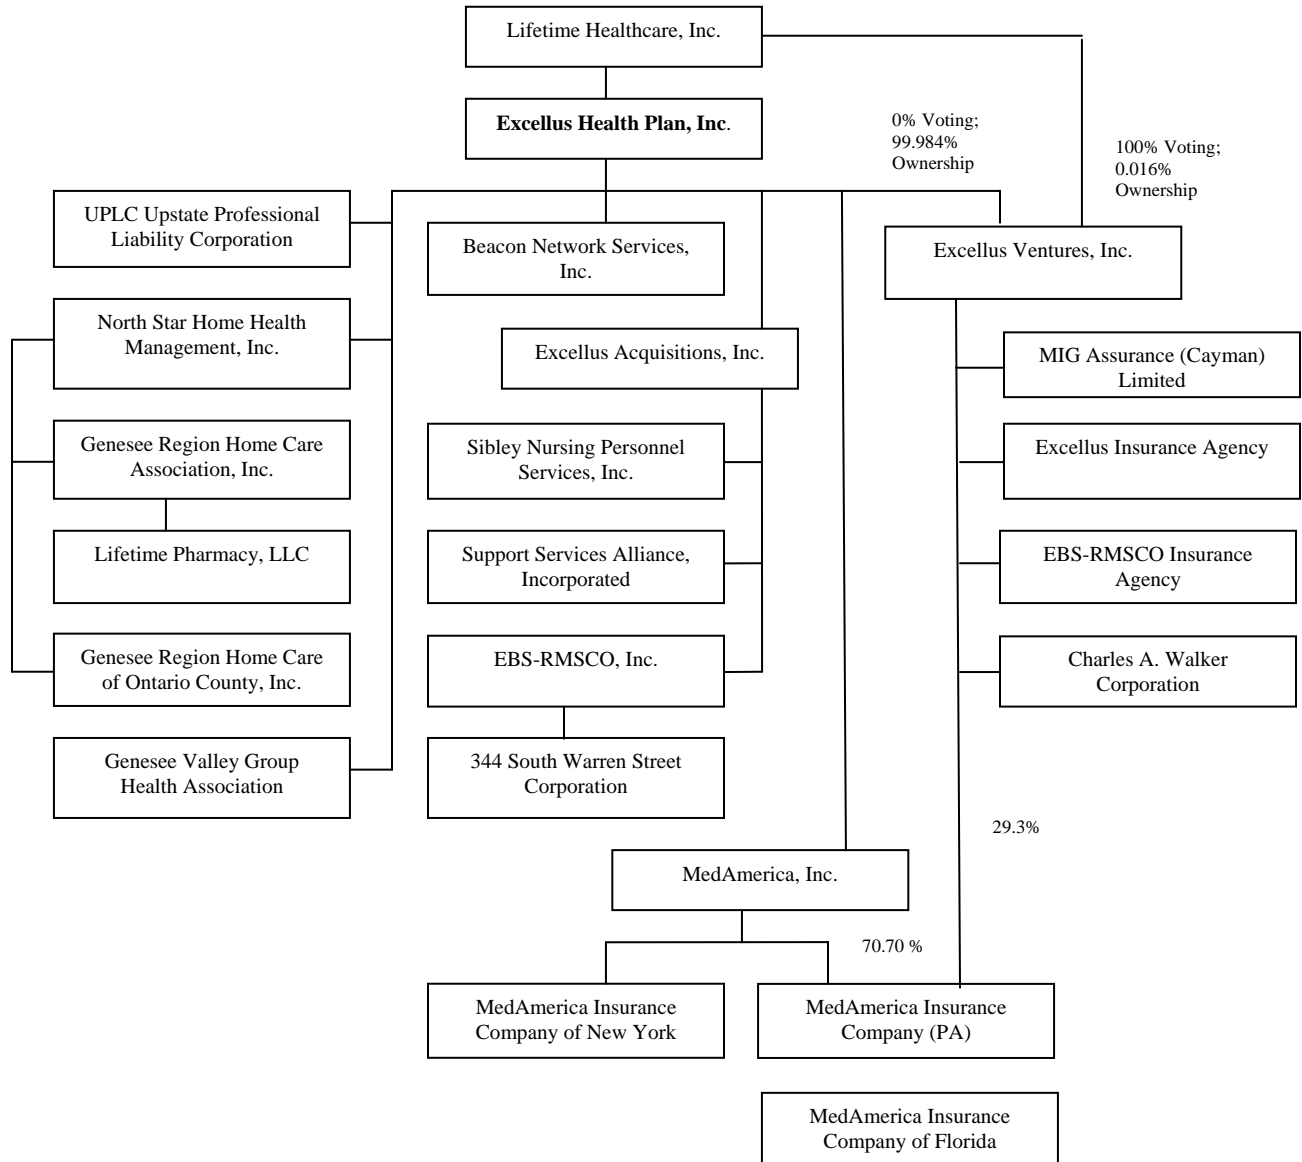 Lifetime Healthcare, Inc.
Excellus Health Plan, Inc.
0% Voting;
99.984%
Ownership
100% Voting;
0.016%
Ownership
UPLC Upstate Professional
Liability Corporation
Beacon Network Services,
Inc.
Excellus Ventures, Inc.
North Star Home Health
Management, Inc.
Excellus Acquisitions, Inc.
MIG Assurance (Cayman)
Limited
Genesee Region Home Care
Association, Inc.
Sibley Nursing Personnel
Services, Inc.
Excellus Insurance Agency
Lifetime Pharmacy, LLC
Support Services Alliance,
Incorporated
EBS-RMSCO Insurance
Agency
Genesee Region Home Care
of Ontario County, Inc.
EBS-RMSCO, Inc.
Charles A. Walker
Corporation
Genesee Valley Group
Health Association
344 South Warren Street
Corporation
29.3%
MedAmerica, Inc.
70.70 %
MedAmerica Insurance
Company of New York
MedAmerica Insurance
Company (PA)
MedAmerica Insurance
Company of Florida